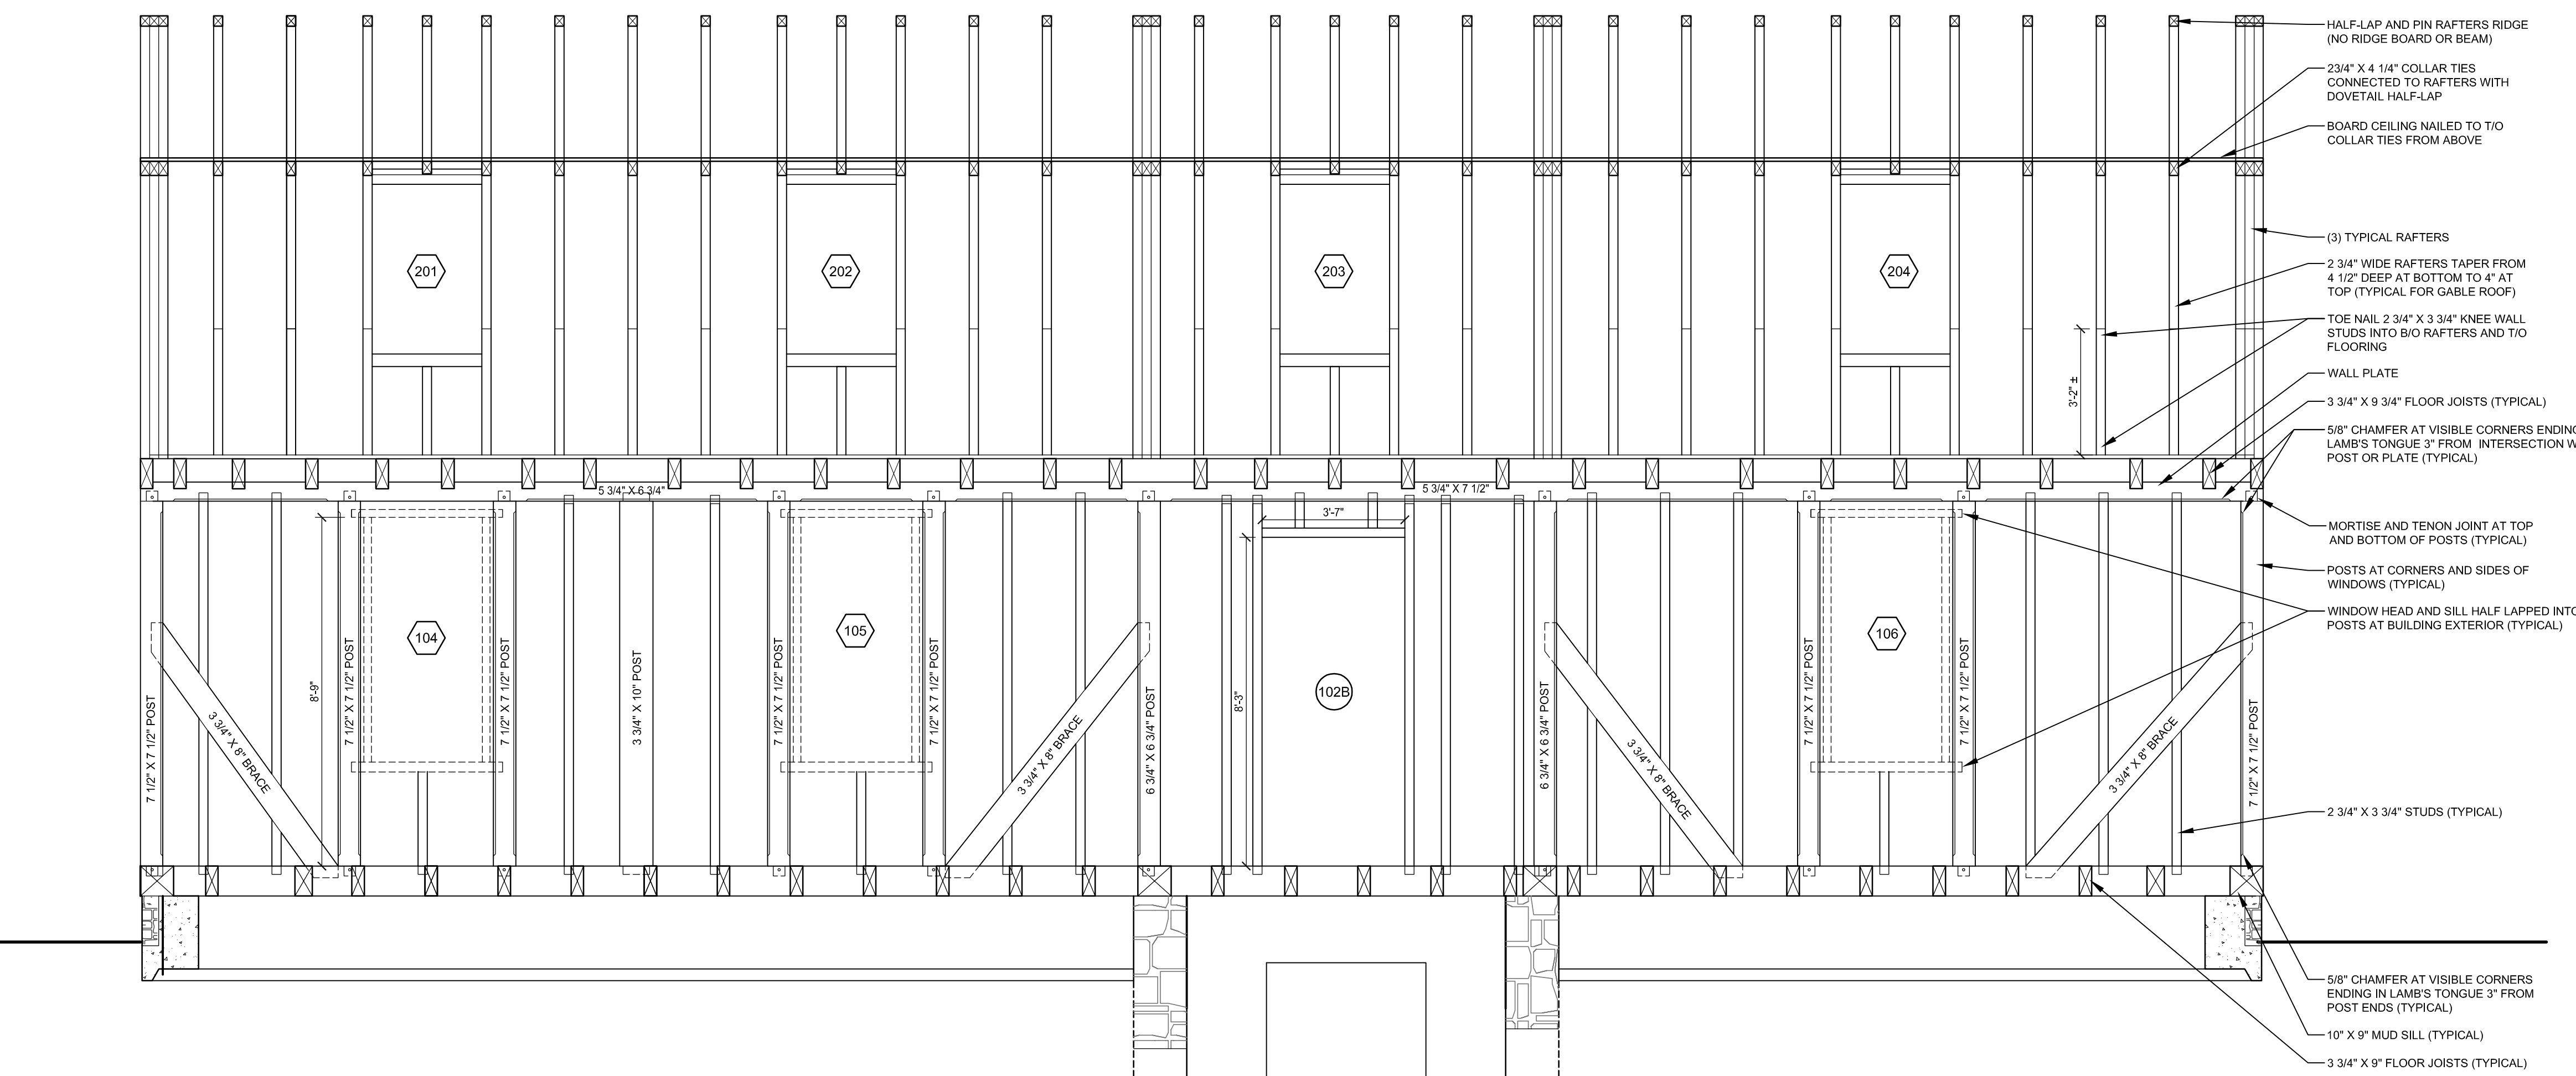 HALF-LAP AND PIN RAFTERS RIDGE
(NO RIDGE BOARD OR BEAM)
23/4" X 4 1/4" COLLAR TIES
CONNECTED TO RAFTERS WITH
DOVETAIL HALF-LAP
BOARD CEILING NAILED TO T/O
COLLAR TIES FROM ABOVE
(3) TYPICAL RAFTERS
2 3/4" WIDE RAFTERS TAPER FROM
4 1/2" DEEP AT BOTTOM TO 4" AT
TOP (TYPICAL FOR GABLE ROOF)
TOE NAIL 2 3/4" X 3 3/4" KNEE WALL
STUDS INTO B/O RAFTERS AND T/O
FLOORING
WALL PLATE
3 3/4" X 9 3/4" FLOOR JOISTS (TYPICAL)
5/8" CHAMFER AT VISIBLE CORNERS ENDING
LAMB'S TONGUE 3" FROM INTERSECTION W
POST OR PLATE (TYPICAL)
MORTISE AND TENON JOINT AT TOP
AND BOTTOM OF POSTS (TYPICAL)
POSTS AT CORNERS AND SIDES OF
WINDOWS (TYPICAL)
WINDOW HEAD AND SILL HALF LAPPED INTO
POSTS AT BUILDING EXTERIOR (TYPICAL)
2 3/4" X 3 3/4" STUDS (TYPICAL)
5/8" CHAMFER AT VISIBLE CORNERS
ENDING IN LAMB'S TONGUE 3" FROM
POST ENDS (TYPICAL)
10" X 9" MUD SILL (TYPICAL)
3 3/4" X 9" FLOOR JOISTS (TYPICAL)
201
202
203
204
3'-2" ±
5 3/4" X 6 3/4"
5 3/4" X 7 1/2"
3'-7"
104
105
102B
106
7 1/2" X 7 1/2" POST
3 3/4" X 8" BRACE
8'-9"
7 1/2" X 7 1/2" POST
7 1/2" X 7 1/2" POST
3 3/4" X 10" POST
7 1/2" X 7 1/2" POST
7 1/2" X 7 1/2" POST
3 3/4" X 8" BRACE
6 3/4" X 6 3/4" POST
8'-3"
6 3/4" X 6 3/4" POST
3 3/4" X 8" BRACE
7 1/2" X 7 1/2" POST
7 1/2" X 7 1/2" POST
3 3/4" X 8" BRACE
7 1/2" X 7 1/2" POST